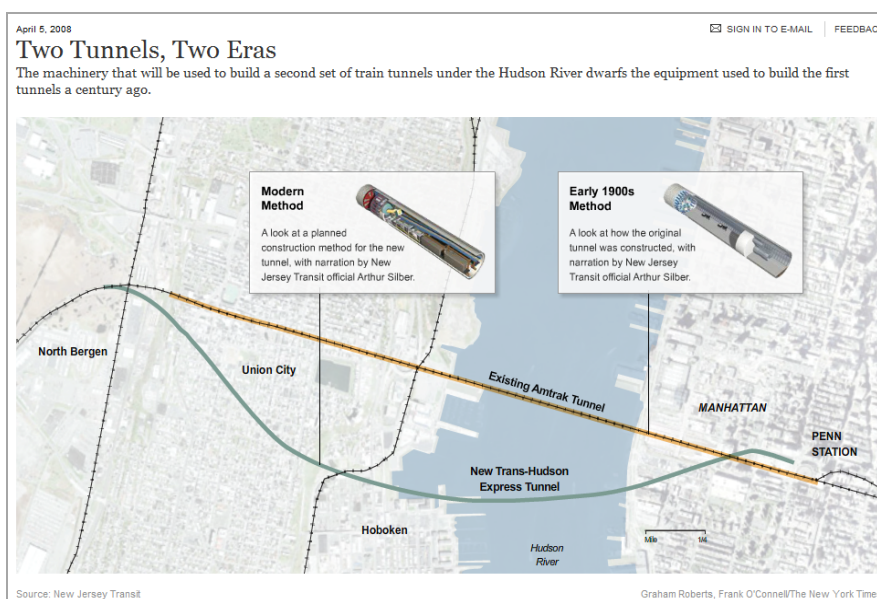 April 5, 2008
SIGN IN TO E-MAIL
FEEDBAC
Two Tunnels, Two Eras
The machinery that will be used to build a second set of train tunnels under the Hudson River dwarfs the equipment used to build the first
tunnels a century ago.
Modern
Method
A look at a planned
construction method for the new
tunnel, with narration by New
Jersey Transit official Arthur Silber.
Early 1900s
Method
A look at how the original
tunnel was constructed, with
narration by New Jersey
Transit official Arthur Silber.
North Bergen
Union City
Existing Amtrak Tunnel
MANHATTAN
PENN
STATION
New Trans-Hudson
Express Tunnel
Hoboken
Hudson
River
Mile
1/4
Source: New Jersey Transit
Graham Roberts, Frank O'Connell/The New York Time